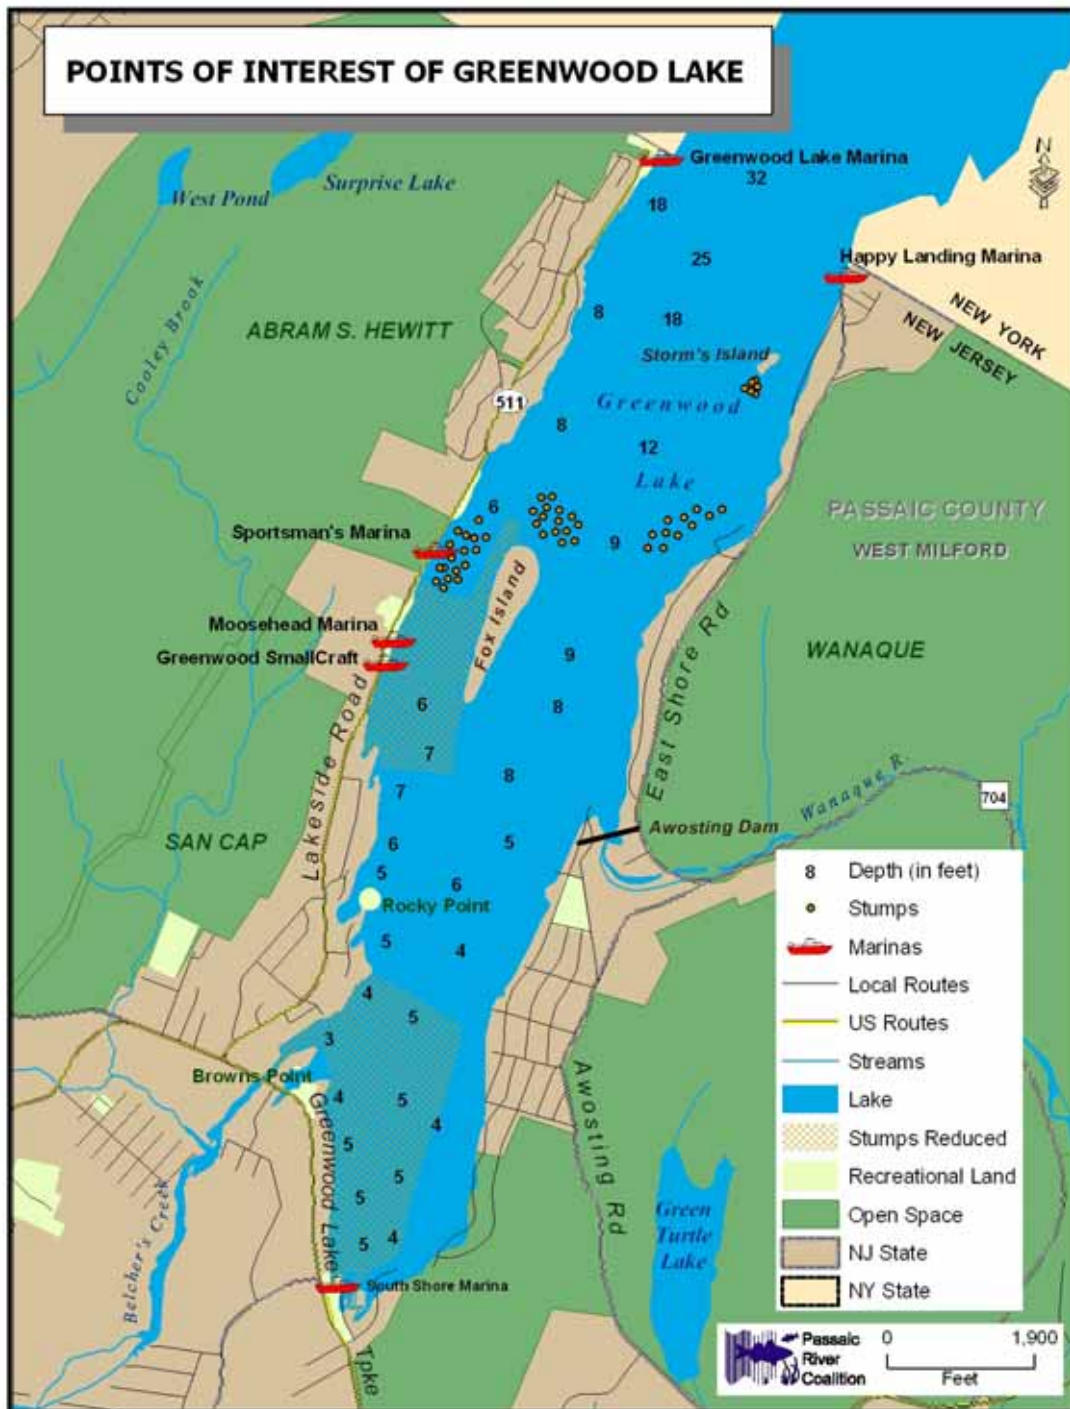 POINTS OF INTEREST OF GREENWOOD LAKE
Greenwood Lake Marina
32
N
Surprise Lake
West Pond
18
Happy Landing Marina
25
Cooley Brook
NEW YORK
NEW JERSEY
ABRAM S. HEWITT
8
18
Storm's Island
511
Greenwood
8
12
Lake
6
PASSAIC COUNTY
Sportsman's Marina
9
WEST MILFORD
Fox Island
Moosehead Marina
East Shore Rd
WANAQUE
Greenwood SmallCraft
9
Lakeside Road
6
8
7
8
Wanaque R.
7
704
Awosting Dam
SAN CAP
6
5
5
6
Rocky Point
5
4
4
5
3
Browns Point
Greenwood Lake
4
5
4
Awosting Rd
5
5
5
Belcher's Creek
Green
Turtle
Lake
5
4
South Shore Marina
Tpke
8 Depth (in feet)
Stumps
Marinas
Local Routes
US Routes
Streams
Lake
Stumps Reduced
Recreational Land
Open Space
NJ State
NY State
Passaic
River
Coalition
0 1,900
Feet